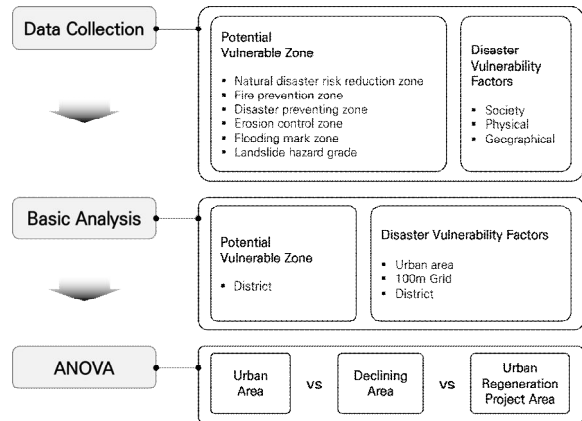 Data Collection
Potential
Vulnerable Zone
▪ Natural disaster risk reduction zone
▪ Fire prevention zone
▪ Disaster preventing zone
▪ Erosion control zone
▪ Flooding mark zone
▪ Landslide hazard grade
Disaster
Vulnerability
Factors
▪ Society
▪ Physical
▪ Geographical
Basic Analysis
Potential
Vulnerable Zone
▪ District
Disaster Vulnerability Factors
▪ Urban area
▪ 100m Grid
▪ District
ANOVA
Urban
Area
vs
Declining
Area
vs
Urban
Regeneration
Project Area